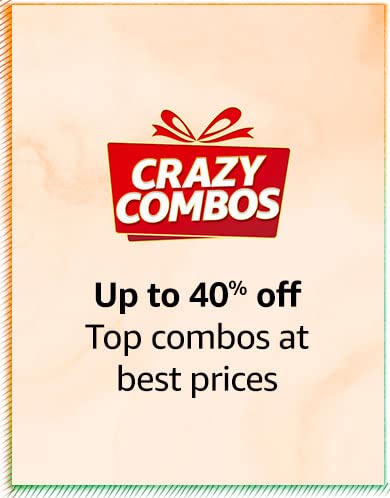 CRAZY
COMBOS
Up to 40% off
Top combos at
best prices